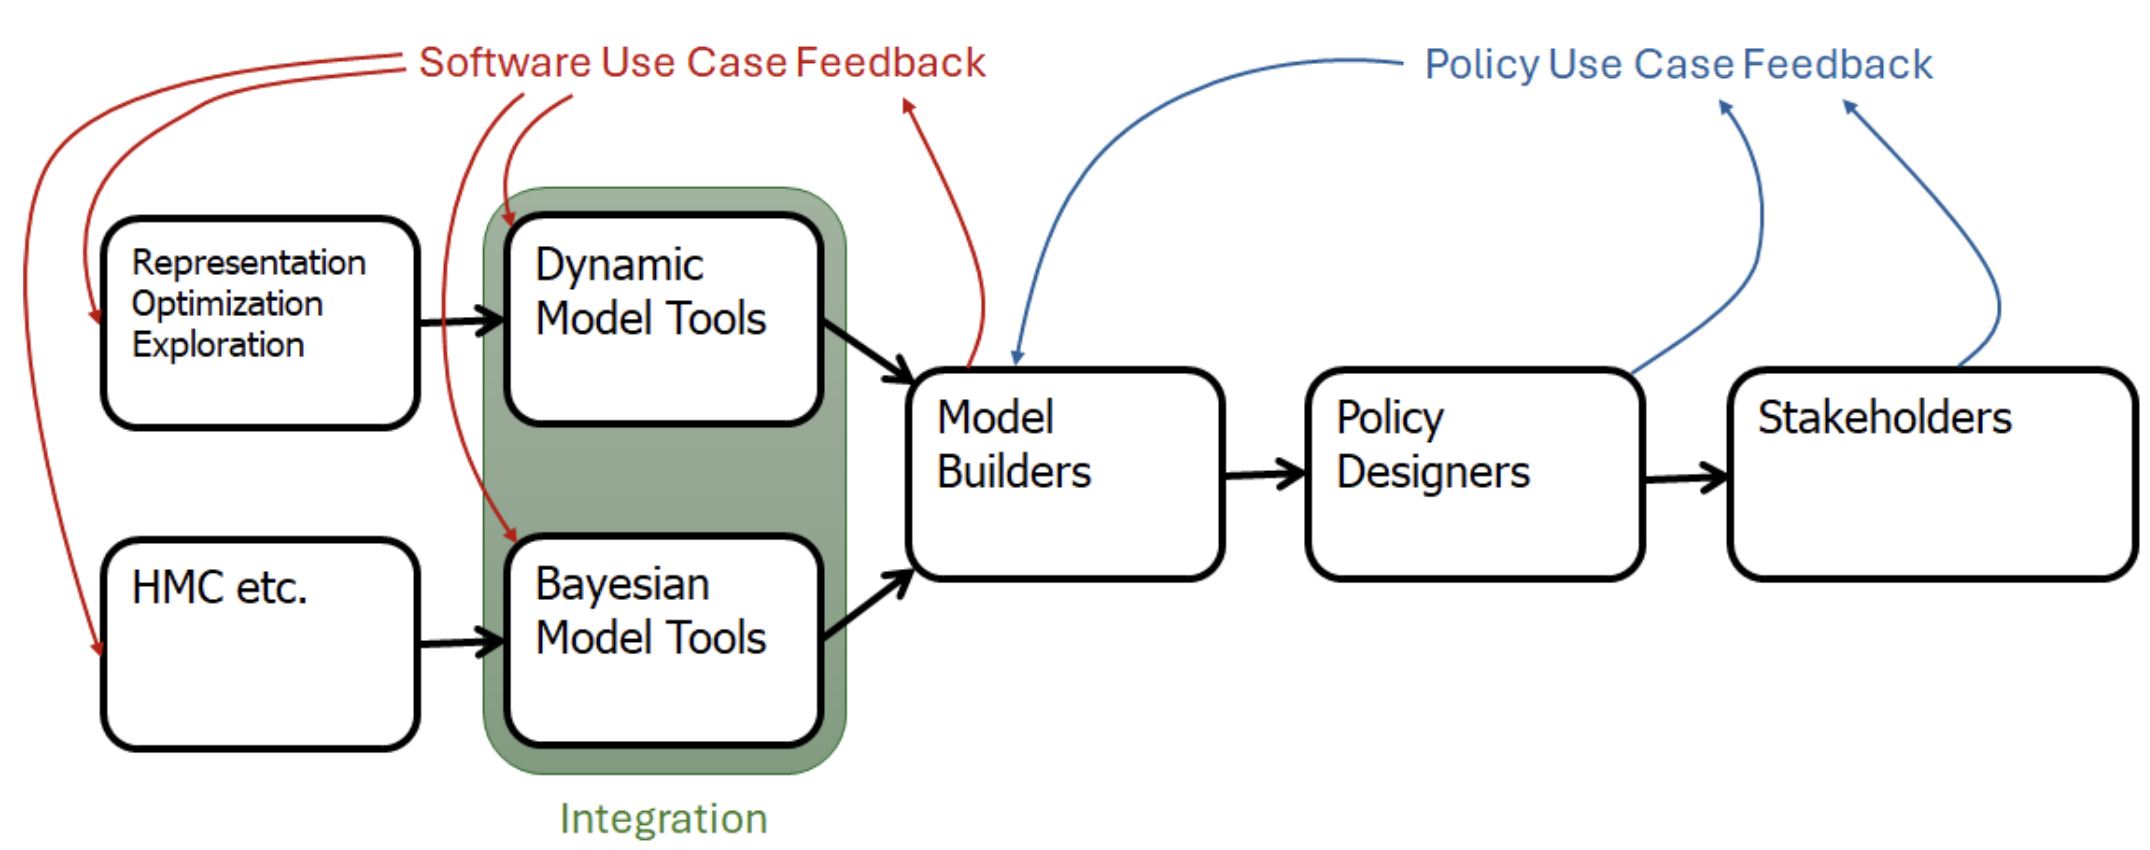 Software Use Case Feedback
Policy Use Case Feedback
Representation
Optimization
Exploration
Dynamic
Model Tools
Model
Builders
Policy
Designers
Stakeholders
HMC etc.
Bayesian
Model Tools
Integration